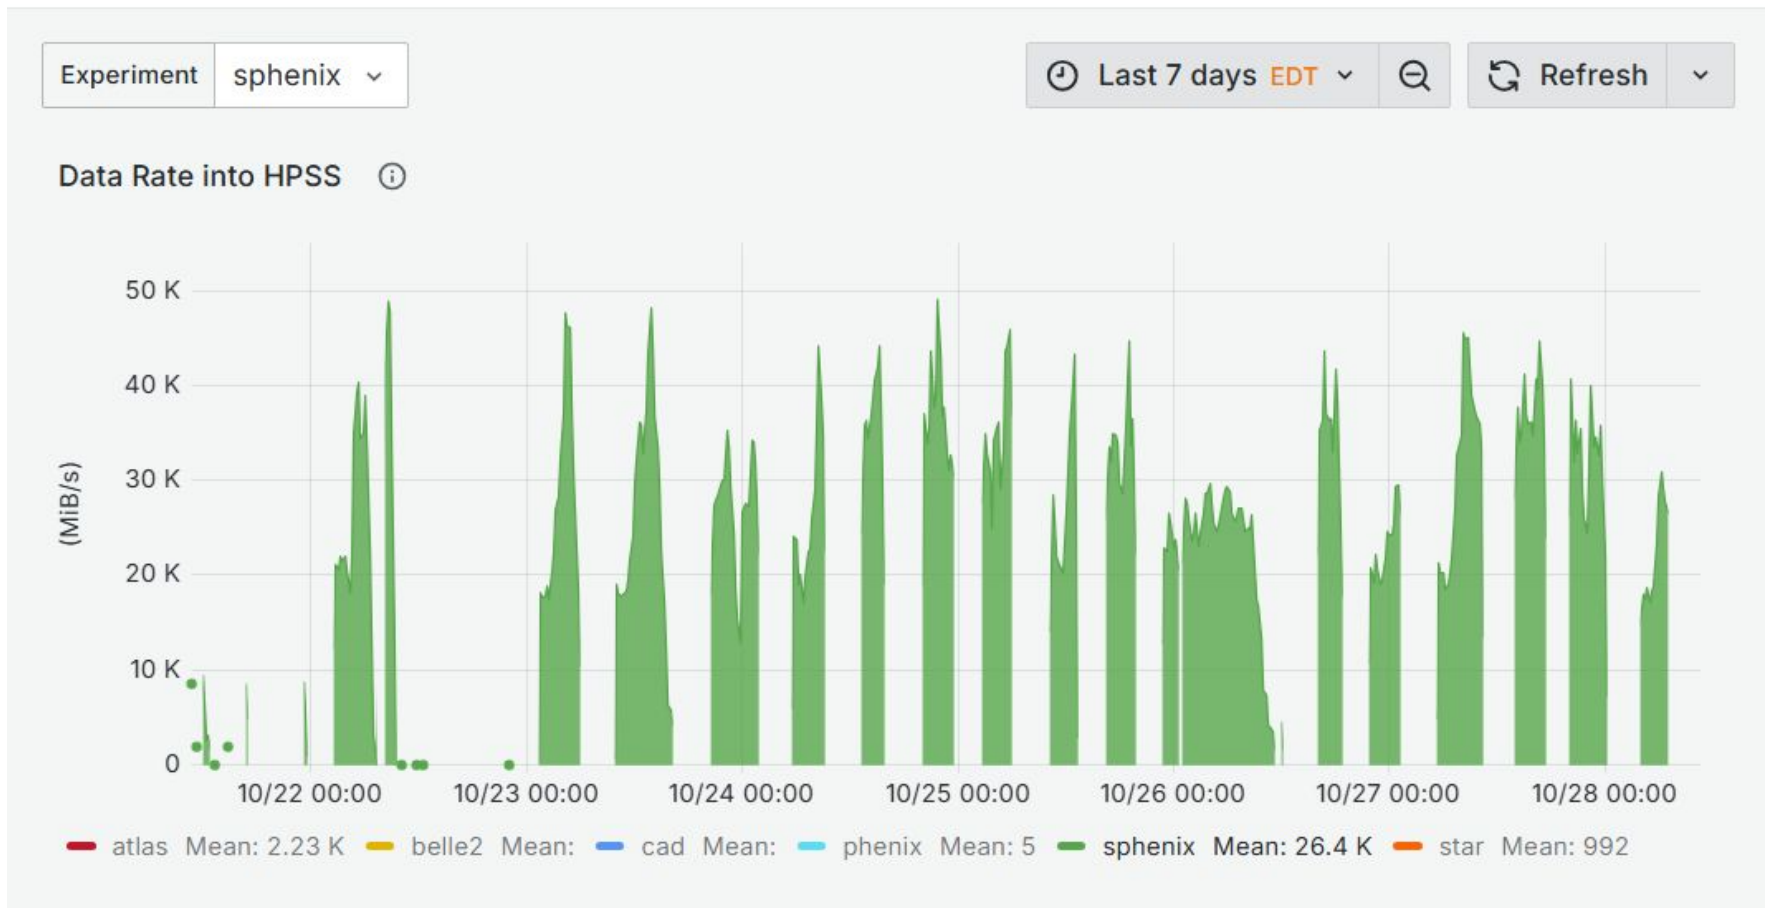 Experiment sphenix Last 7 days EDT Refresh
Data Rate into HPSS
50 K
40 K
30 K
20 K
10 K
0
(MiB/s)
10/22 00:00 10/23 00:00 10/24 00:00 10/25 00:00 10/26 00:00 10/27 00:00 10/28 00:00
atlas Mean: 2.23 K belle2 Mean: cad Mean: phenix Mean: 5 sphenix Mean: 26.4 K star Mean: 992